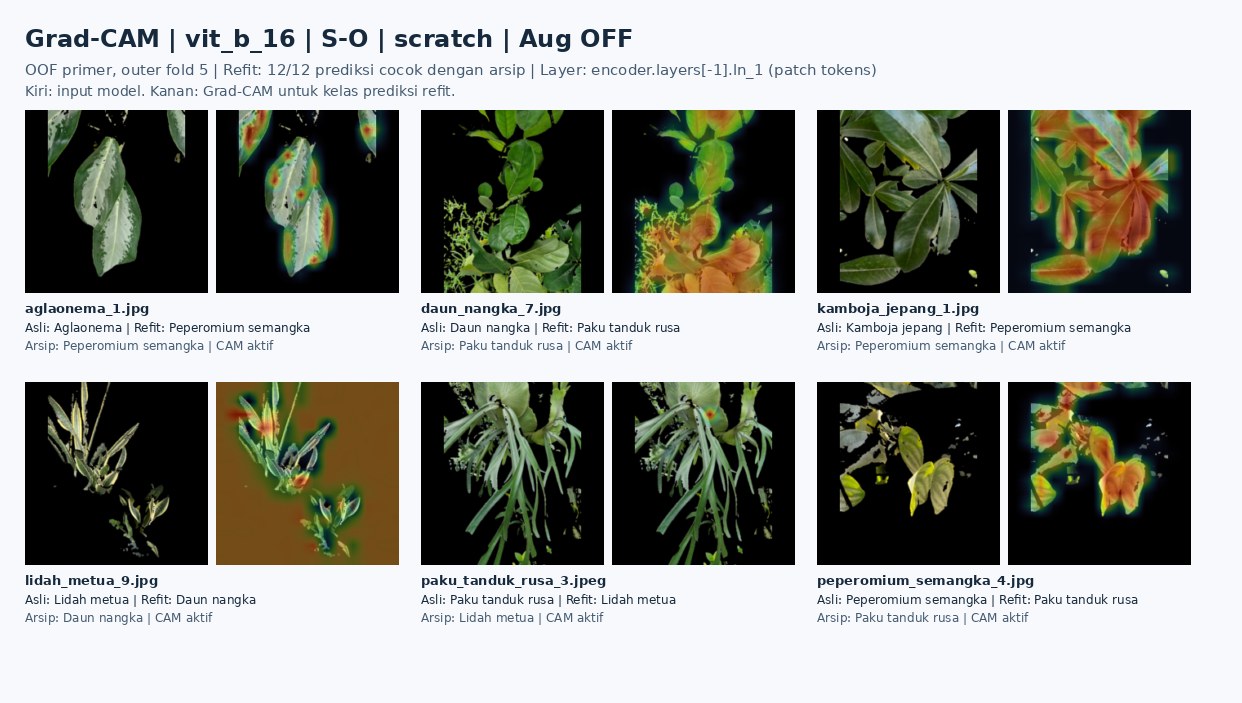 Grad-CAM | vit_b_16 | S-O | scratch | Aug OFF
OOF primer, outer fold 5 | Refit: 12/12 prediksi cocok dengan arsip | Layer: encoder.layers[-1].ln_1 (patch tokens)
Kiri: input model. Kanan: Grad-CAM untuk kelas prediksi refit.
aglaonema_1.jpg
Asli: Aglaonema | Refit: Peperomium semangka
Arsip: Peperomium semangka | CAM aktif
daun_nangka_7.jpg
Asli: Daun nangka | Refit: Paku tanduk rusa
Arsip: Paku tanduk rusa | CAM aktif
kamboja_jepang_1.jpg
Asli: Kamboja jepang | Refit: Peperomium semangka
Arsip: Peperomium semangka | CAM aktif
lidah_metua_9.jpg
Asli: Lidah metua | Refit: Daun nangka
Arsip: Daun nangka | CAM aktif
paku_tanduk_rusa_3.jpeg
Asli: Paku tanduk rusa | Refit: Lidah metua
Arsip: Lidah metua | CAM aktif
peperomium_semangka_4.jpg
Asli: Peperomium semangka | Refit: Paku tanduk rusa
Arsip: Paku tanduk rusa | CAM aktif